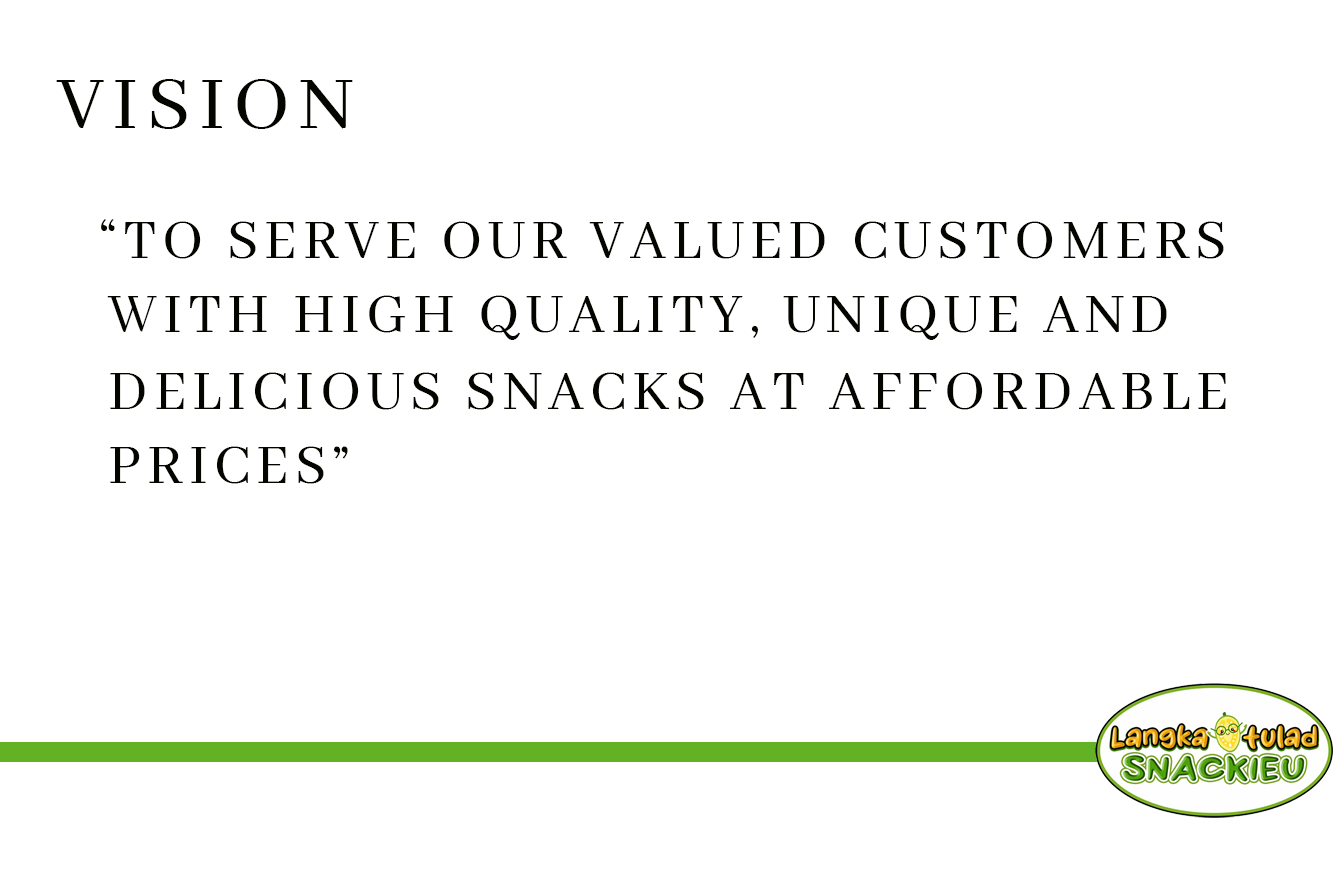 VISION
“TO SERVE OUR VALUED CUSTOMERS
WITH HIGH QUALITY, UNIQUE AND
DELICIOUS SNACKS AT AFFORDABLE
PRICES”
Langka tulad
SNACKIEU